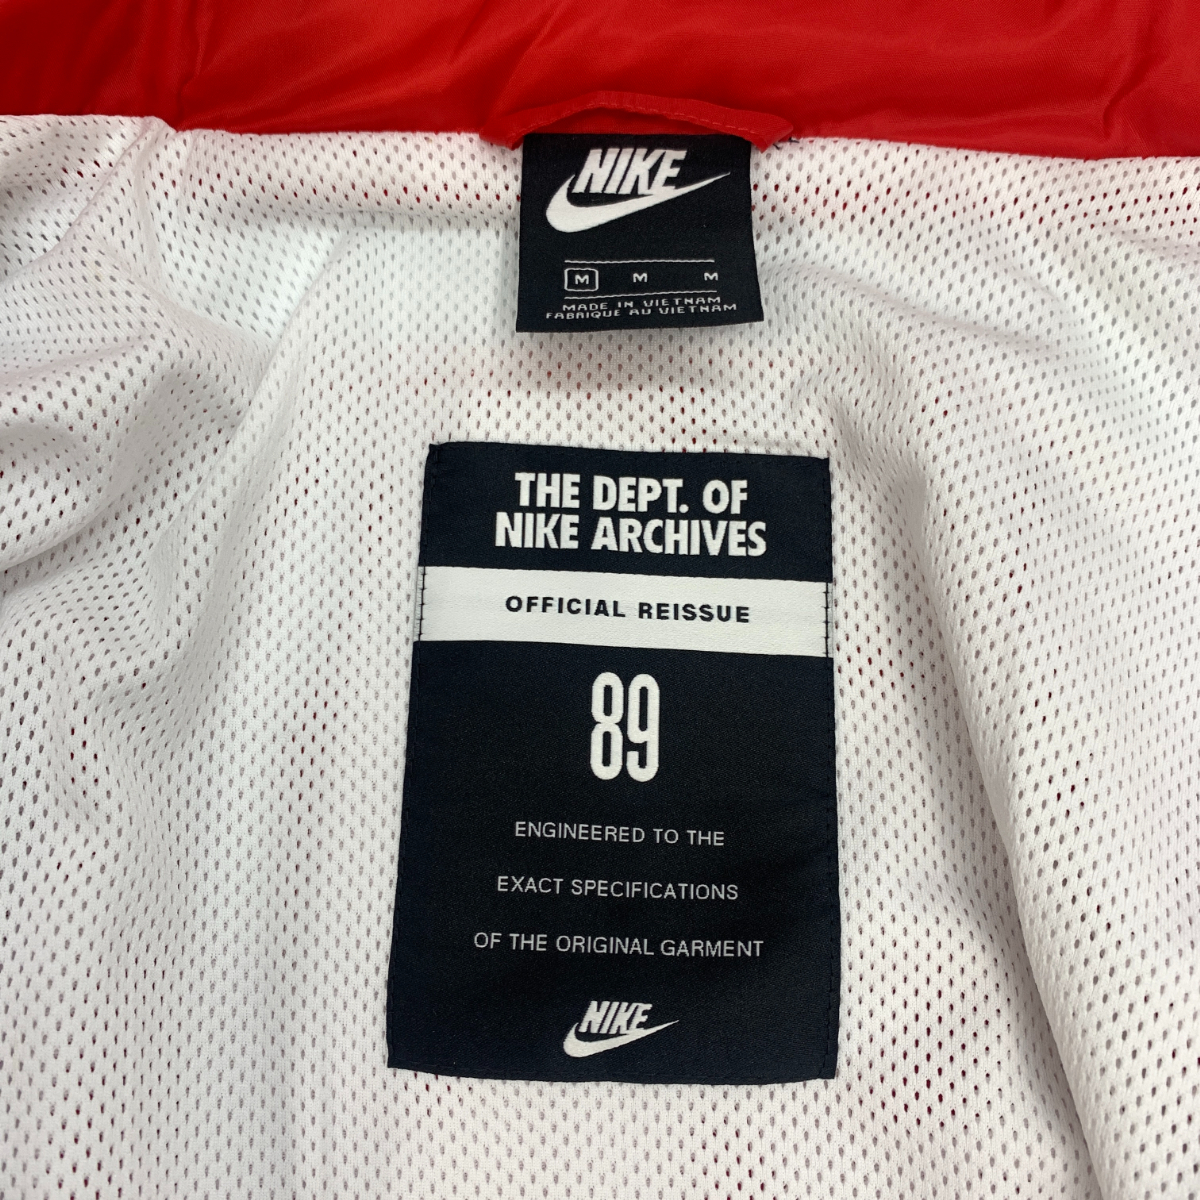 NIKE
M M M
MADE IN VIETNAM
FABRIQUE AU VIETNAM
THE DEPT. OF
NIKE ARCHIVES
OFFICIAL REISSUE
89
ENGINEERED TO THE
EXACT SPECIFICATIONS
OF THE ORIGINAL GARMENT
NIKE